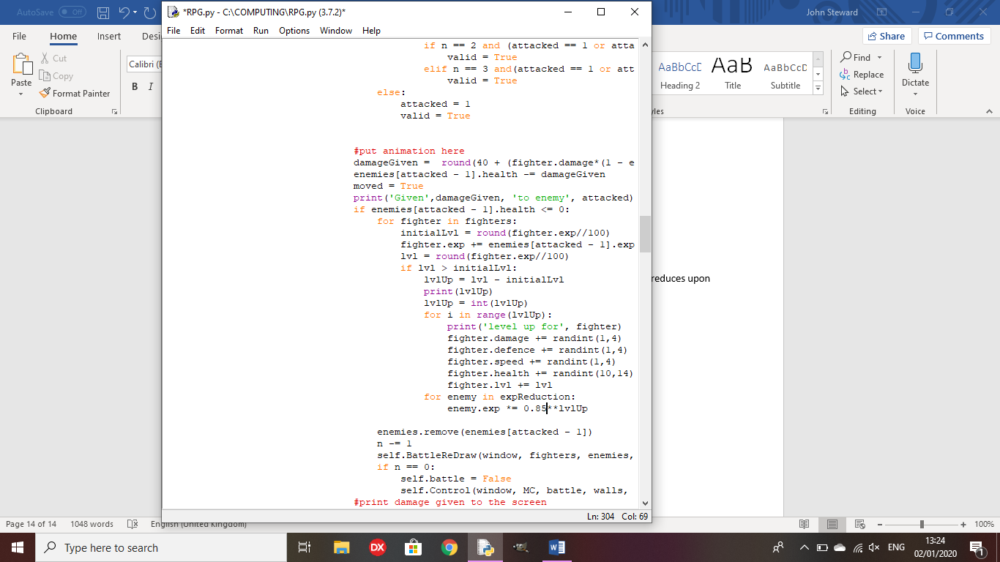 AutoSave Off
John Steward
*RPG.py - C:\COMPUTING\RPG.py (3.7.2)*
File Edit Format Run Options Window Help
File Home Insert Desi
Share Comments
Paste
Cut
Copy
Format Painter
Clipboard
Calibri (E
B I
AaBbCcD AaB AaBbCcD
Heading 2 Title Subtitle
yles
Find
Replace
Select
Editing
Dictate
Voice
if n == 2 and (attacked == 1 or atta
valid = True
elif n == 3 and(attacked == 1 or att
valid = True
else:
attacked = 1
valid = True
#put animation here
damageGiven =  round(40 + (fighter.damage*(1 - e
enemies[attacked - 1].health -= damageGiven
moved = True
print('Given',damageGiven, 'to enemy', attacked)
if enemies[attacked - 1].health <= 0:
for fighter in fighters:
initialLvl = round(fighter.exp//100)
fighter.exp += enemies[attacked - 1].exp
lvl = round(fighter.exp//100)
if lvl > initialLvl:
lvlUp = lvl - initialLvl
print(lvlUp)
lvlUp = int(lvlUp)
for i in range(lvlUp):
print('level up for', fighter)
fighter.damage += randint(1,4)
fighter.defence += randint(1,4)
fighter.speed += randint(1,4)
fighter.health += randint(10,14)
fighter.lvl += lvl
for enemy in expReduction:
enemy.exp *= 0.85**lvlUp
enemies.remove(enemies[attacked - 1])
n -= 1
self.BattleReDraw(window, fighters, enemies,
if n == 0:
self.battle = False
self.Control(window, MC, battle, walls,
#print damage given to the screen
reduces upon
Ln: 304 Col: 69
Page 14 of 14 1048 words English (United Kingdom) 100%
Type here to search
DX
W
ENG
13:24
02/01/2020
1